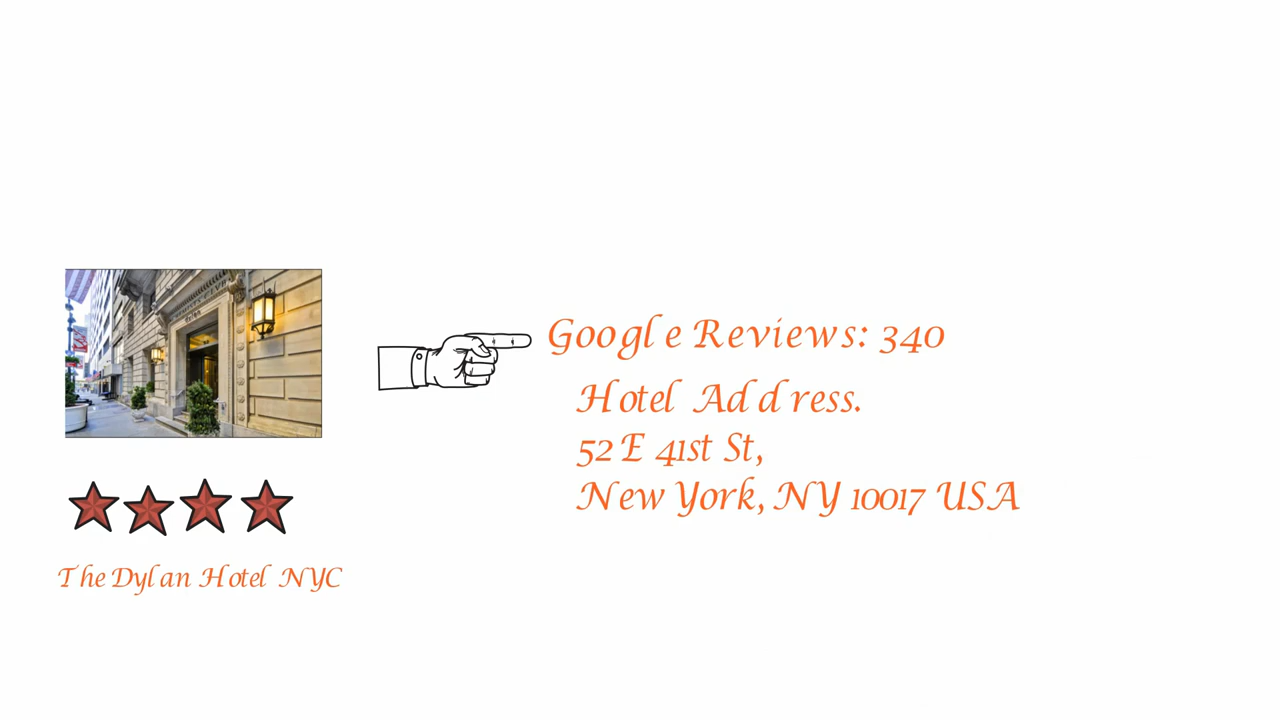 Google Reviews: 340
Hotel Address.
52 E 41st St,
New York, NY 10017 USA
The Dylan Hotel NYC